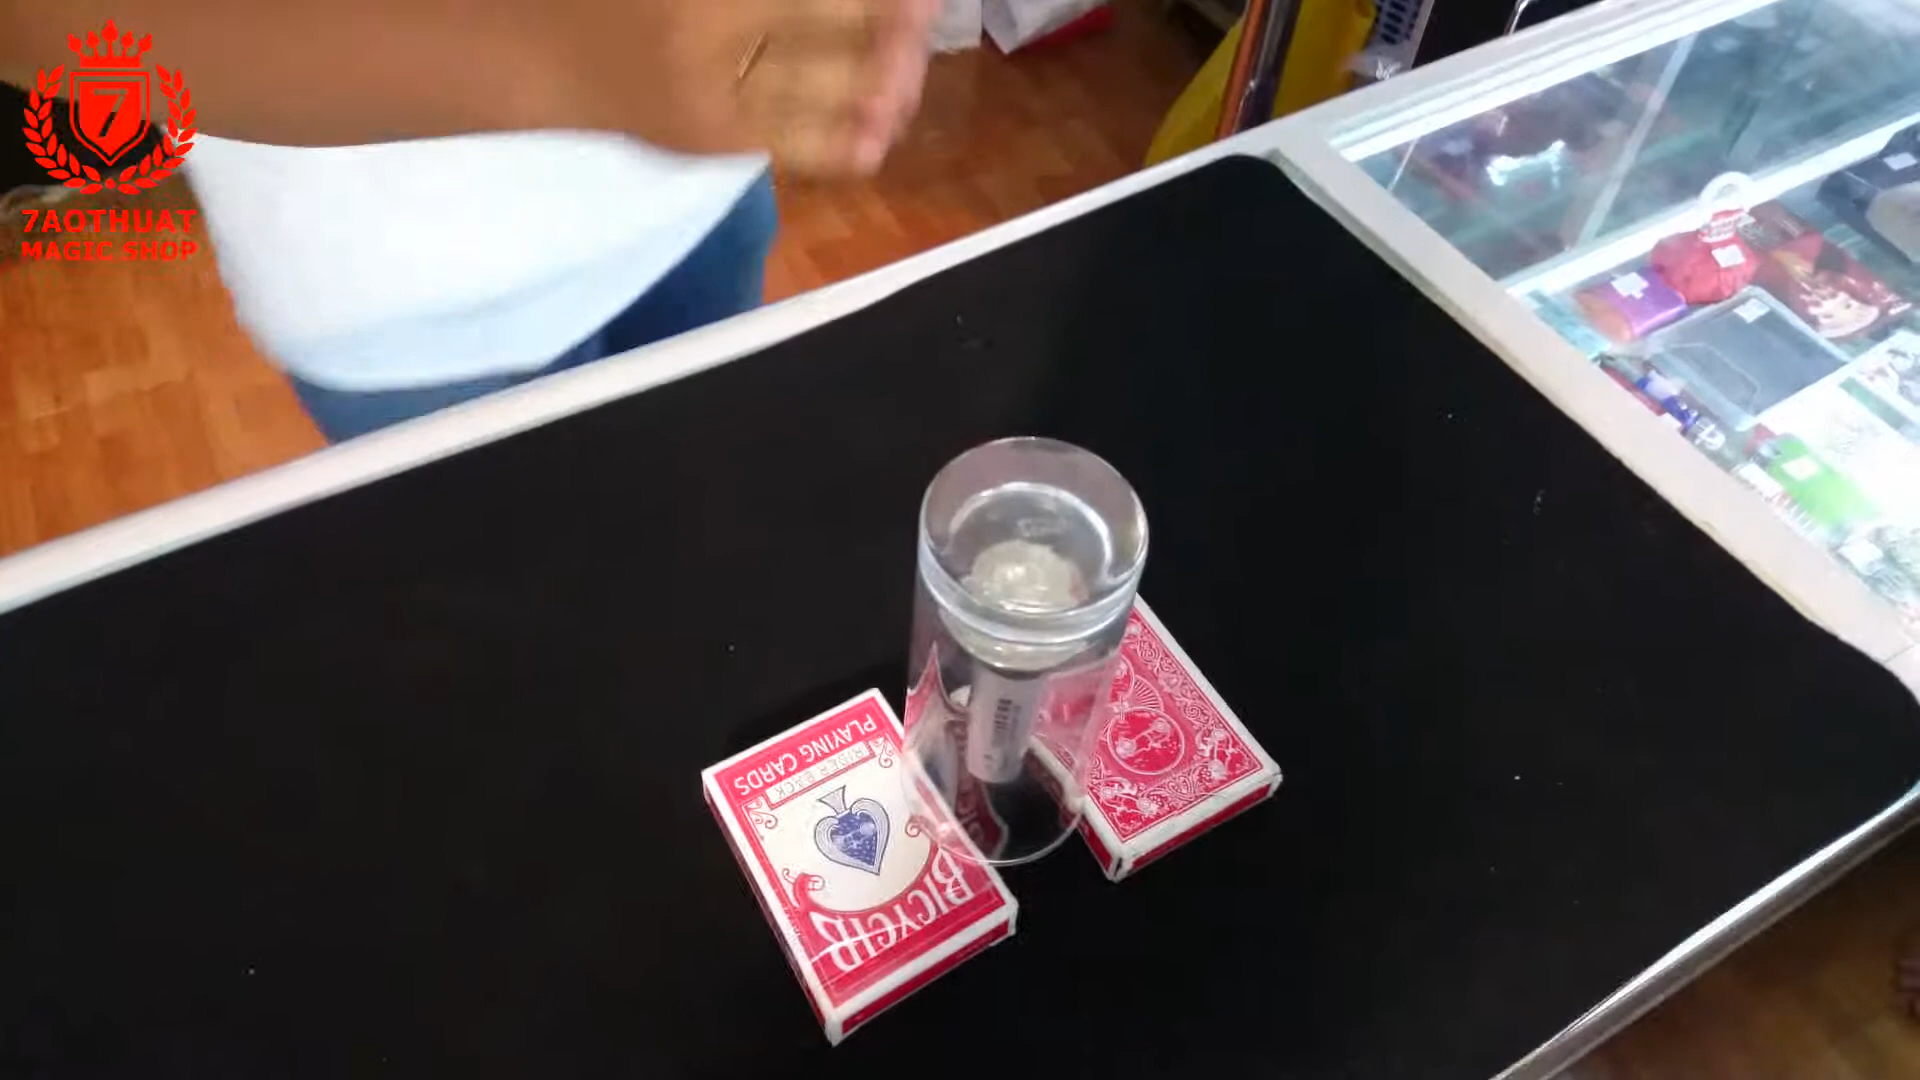 7
7AOTHUAT
MAGIC SHOP
PLAYING CARDS
RIDER BACK
BICYCLE